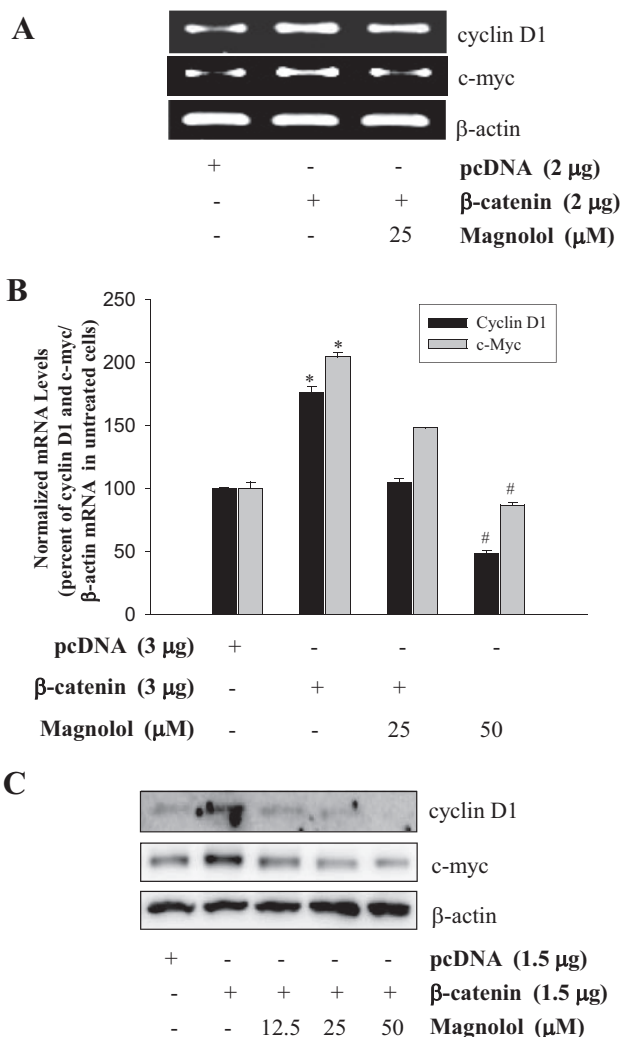 A
cyclin D1
c-myc
β-actin
+ - - pcDNA (2 μg)
- + + β-catenin (2 μg)
- - 25 Magnolol (μM)
B
Normalized mRNA Levels
(percent of cyclin D1 and c-myc/
β-actin mRNA in untreated cells)
250
200
150
100
50
0
Cyclin D1
c-Myc
* *
# #
pcDNA (3 μg) + - - -
β-catenin (3 μg) - + +
Magnolol (μM) - - 25 50
C
cyclin D1
c-myc
β-actin
+ - - - - pcDNA (1.5 μg)
- + + + + β-catenin (1.5 μg)
- - 12.5 25 50 Magnolol (μM)